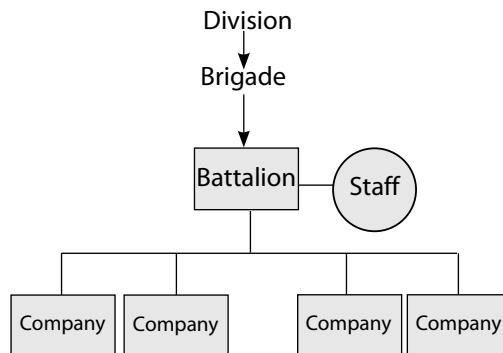 Division
Brigade
Battalion
Staff
Company
Company
Company
Company